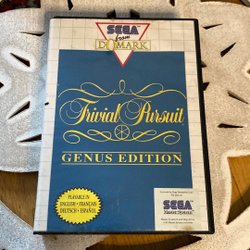 SEGA
from
DOMARK
Trivial Pursuit
GENUS EDITION
PLAYABLE IN
ENGLISH • FRANÇAIS
DEUTSCH • ESPAÑOL
SEGA